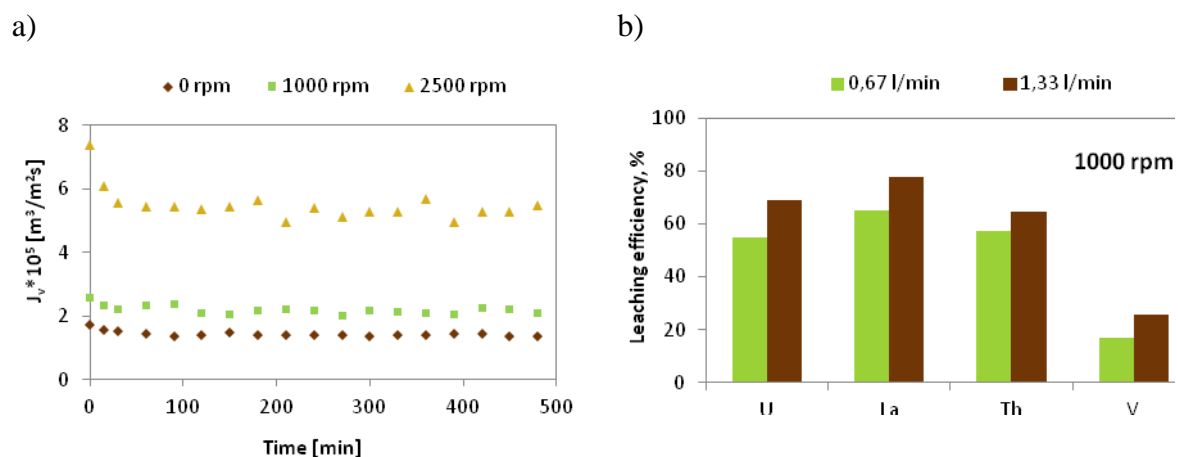 a)
b)
0 rpm 1000 rpm 2500 rpm
8
6
4
2
0
Jv*10⁵ [m³/m²s]
0 100 200 300 400 500
Time [min]
0,67 l/min 1,33 l/min
1000 rpm
100
80
60
40
20
0
Leaching efficiency, %
U La Th V